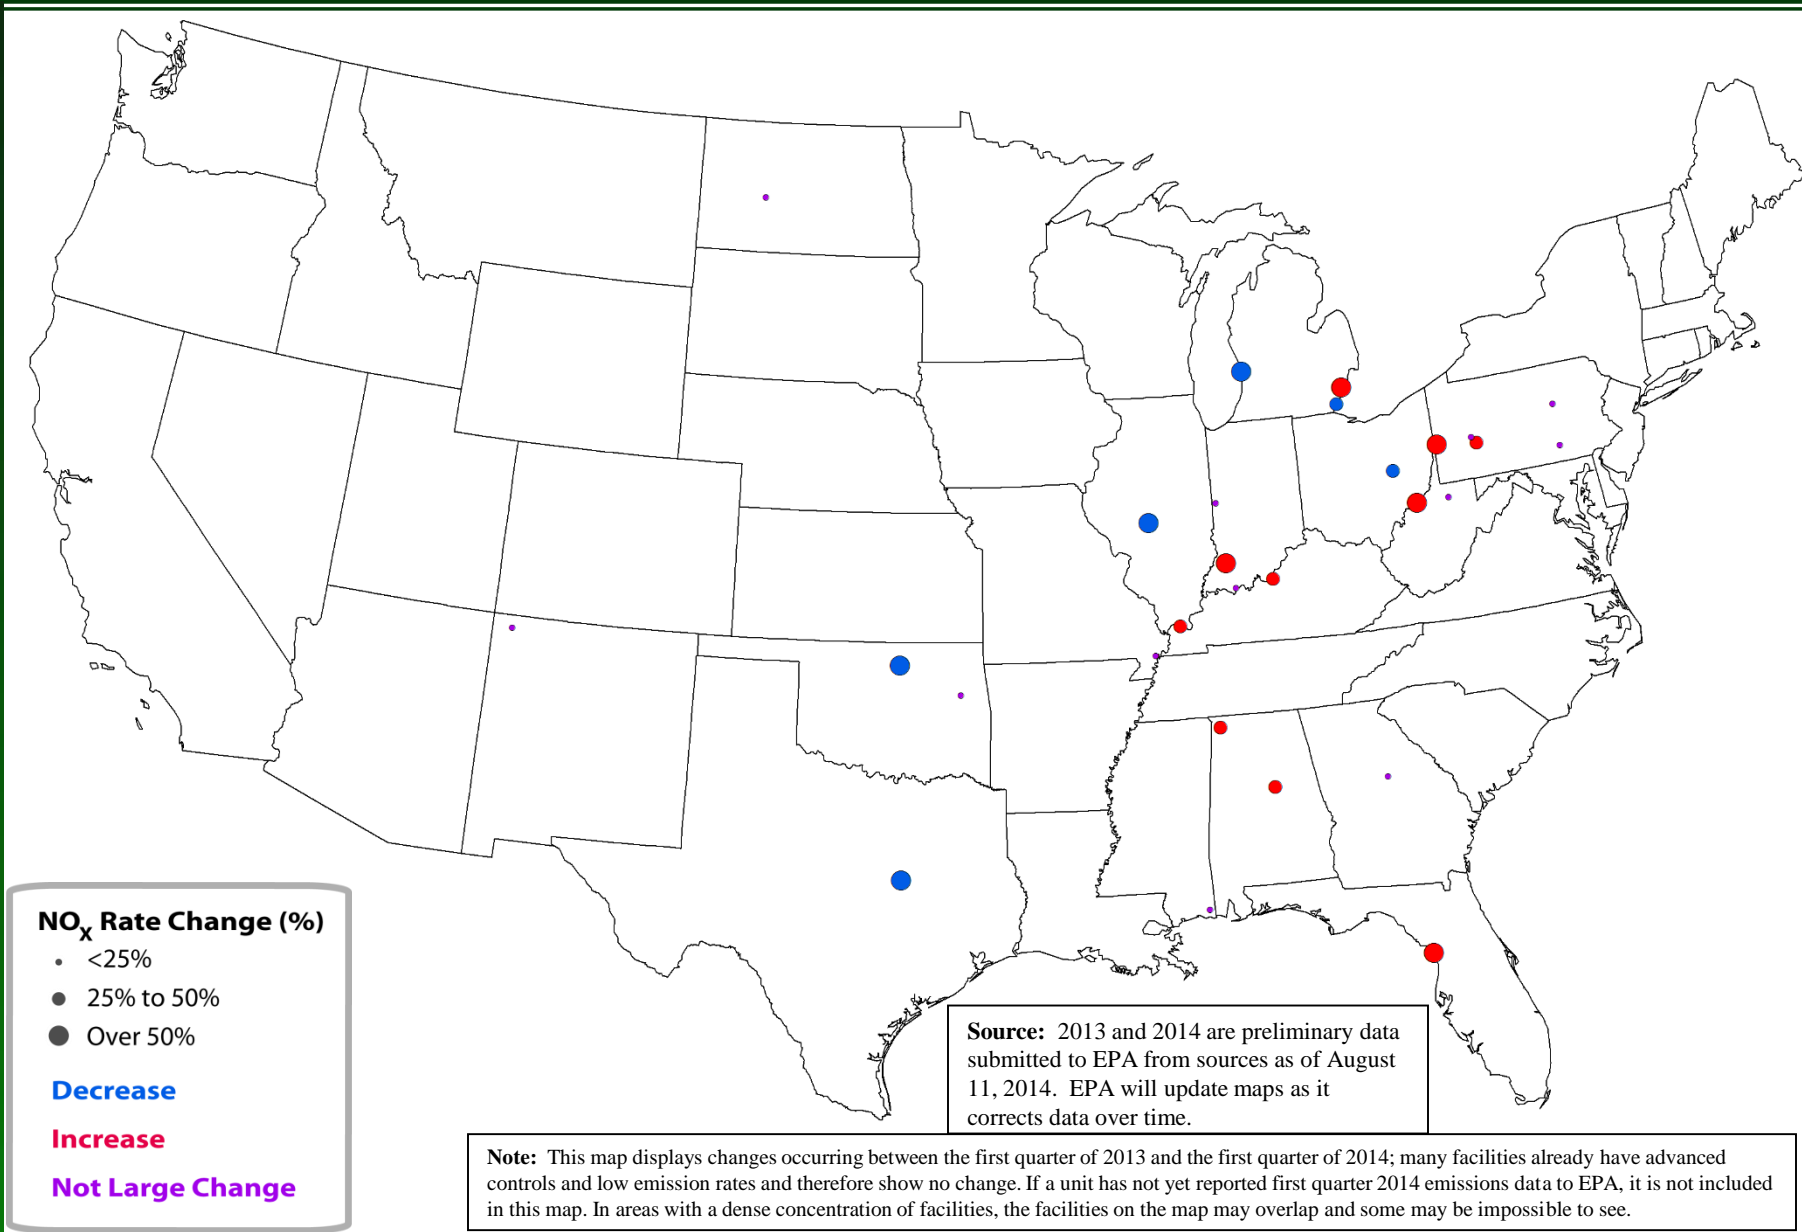 NOX Rate Change (%)
<25%
25% to 50%
Over 50%
Decrease
Increase
Not Large Change
Source: 2013 and 2014 are preliminary data
submitted to EPA from sources as of August
11, 2014. EPA will update maps as it
corrects data over time.
Note: This map displays changes occurring between the first quarter of 2013 and the first quarter of 2014; many facilities already have advanced
controls and low emission rates and therefore show no change. If a unit has not yet reported first quarter 2014 emissions data to EPA, it is not included
in this map. In areas with a dense concentration of facilities, the facilities on the map may overlap and some may be impossible to see.